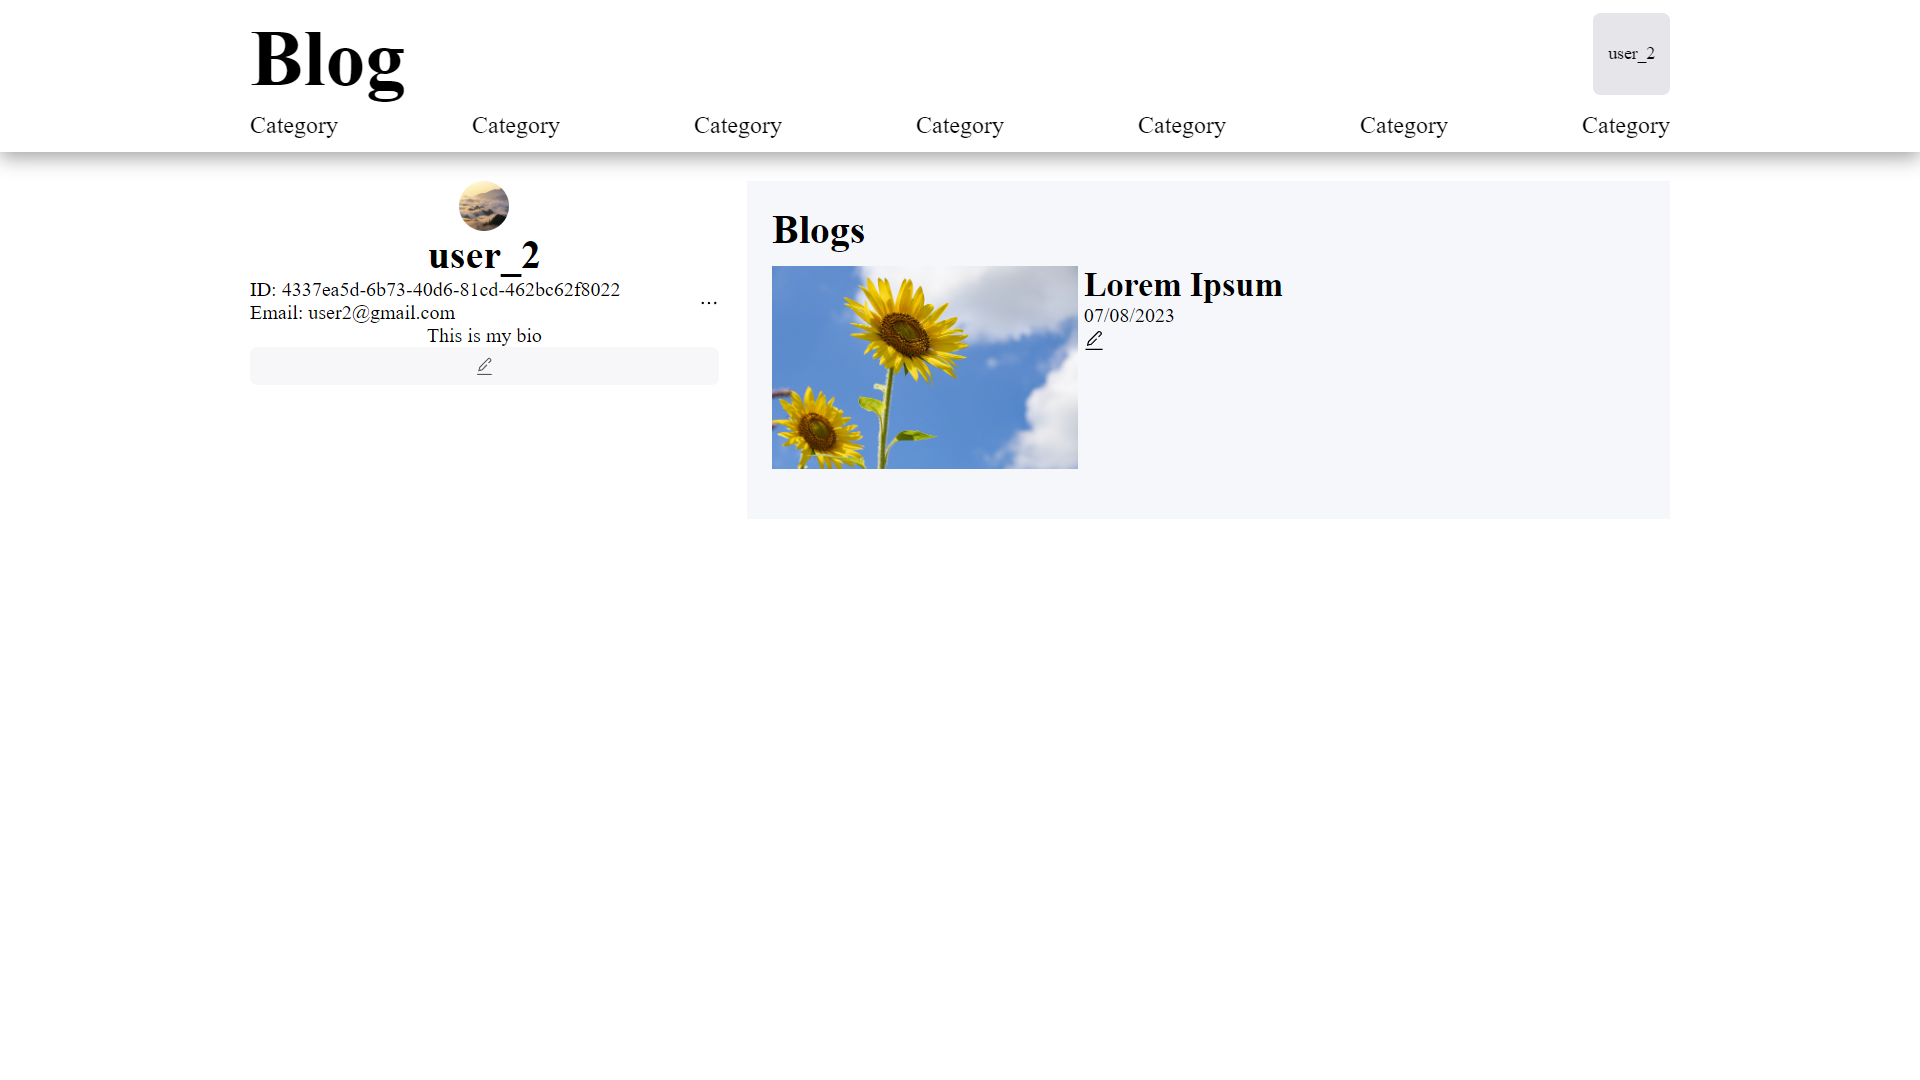 Blog
user_2
Category Category Category Category Category Category Category
user_2
ID: 4337ea5d-6b73-40d6-81cd-462bc62f8022
Email: user2@gmail.com
...
This is my bio
Blogs
Lorem Ipsum
07/08/2023